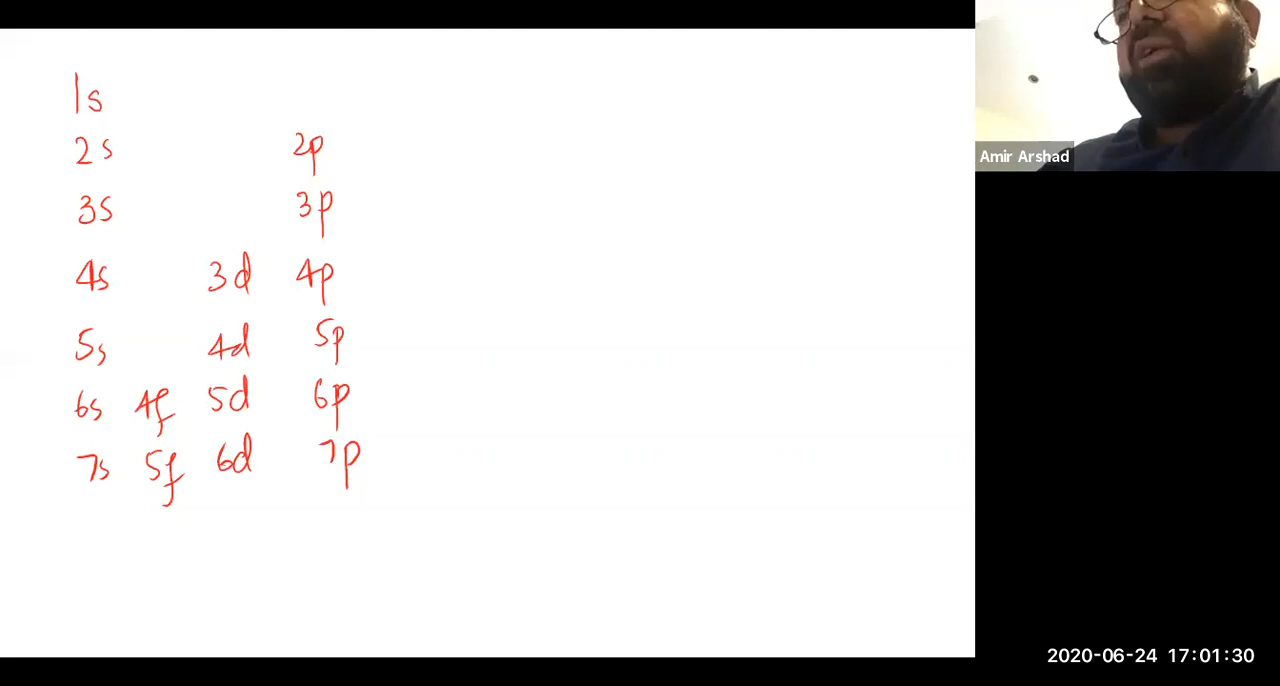 1s
2s 2p
3s 3p
4s 3d 4p
5s 4d 5p
6s 4f 5d 6p
7s 5f 6d 7p
Amir Arshad
2020-06-24 17:01:30